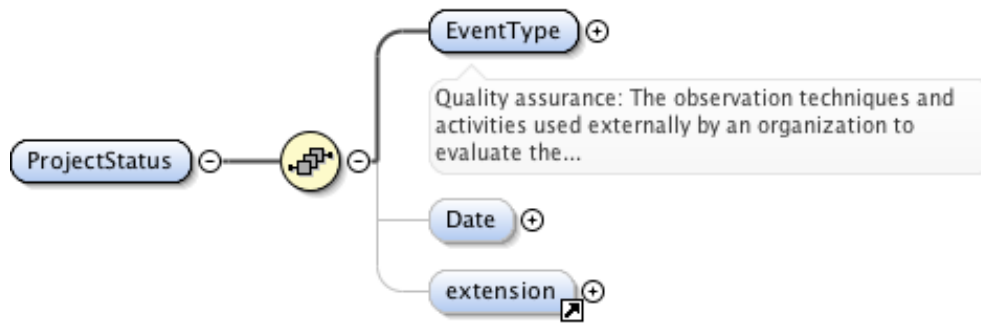 EventType
Quality assurance: The observation techniques and
activities used externally by an organization to
evaluate the...
ProjectStatus
Date
extension